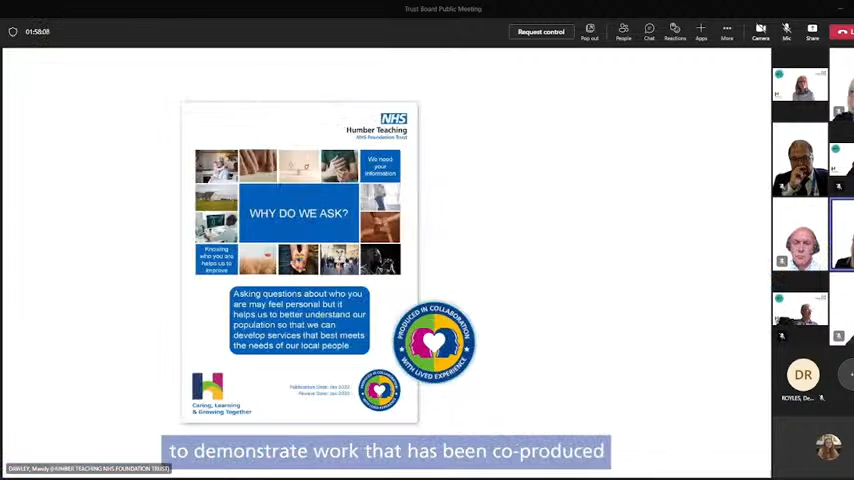 Trust Board Public Meeting
01:58:08
Request control
Pop out
People
Chat
Reactions
Apps
More
Camera
Mic
Share
NHS
Humber Teaching
NHS Foundation Trust
We need
your
information
WHY DO WE ASK?
Knowing
who you are
helps us to
improve
Asking questions about who you
are may feel personal but it
helps us to better understand our
population so that we can
develop services that best meets
the needs of our local people
PRODUCED IN COLLABORATION
WITH LIVED EXPERIENCE
Caring, Learning
& Growing Together
to demonstrate work that has been co-produced
DAWLEY, Mandy (HUMBER TEACHING NHS FOUNDATION TRUST)
DR
ROYLES, De...